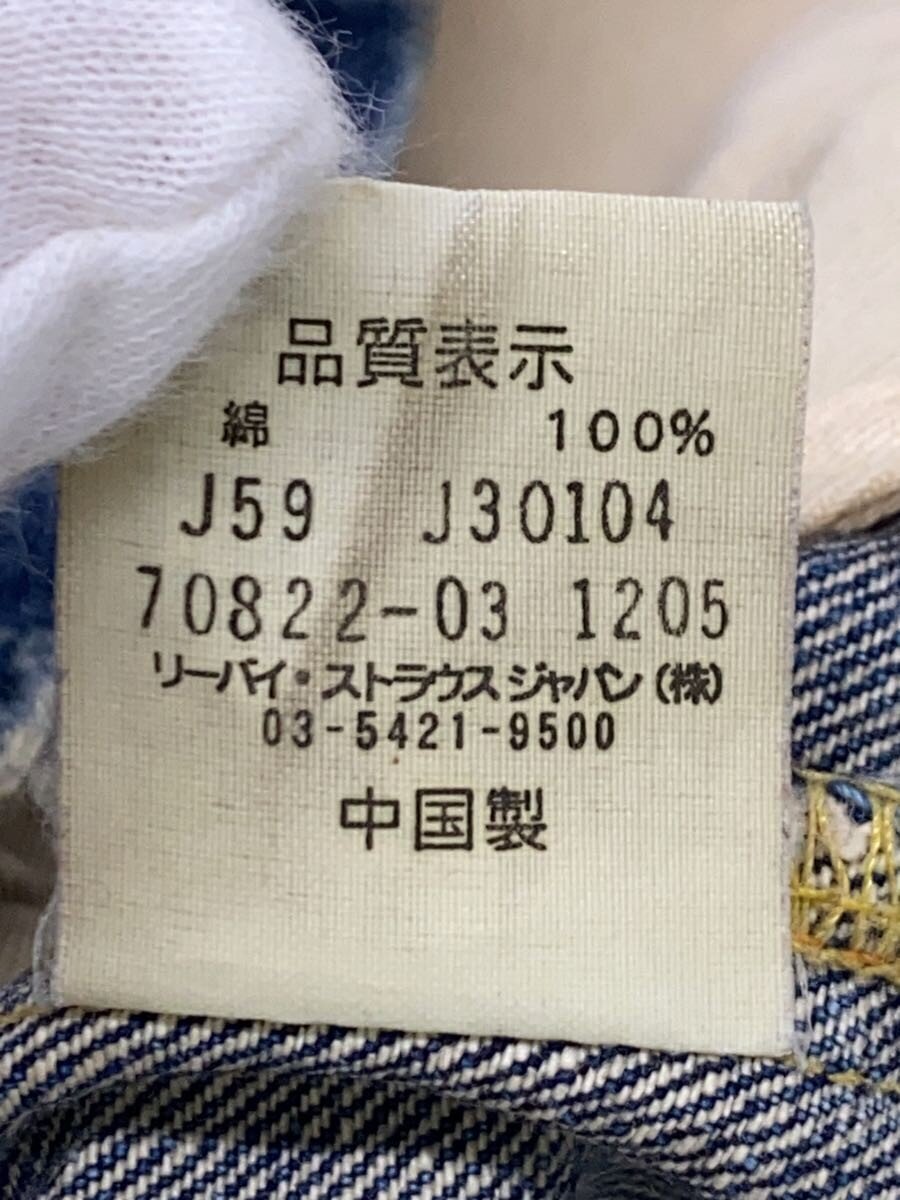 品質表示
綿 100%
J59 J30104
70822-03 1205
リーバイ・ストラウスジャパン(株)
03-5421-9500
中国製